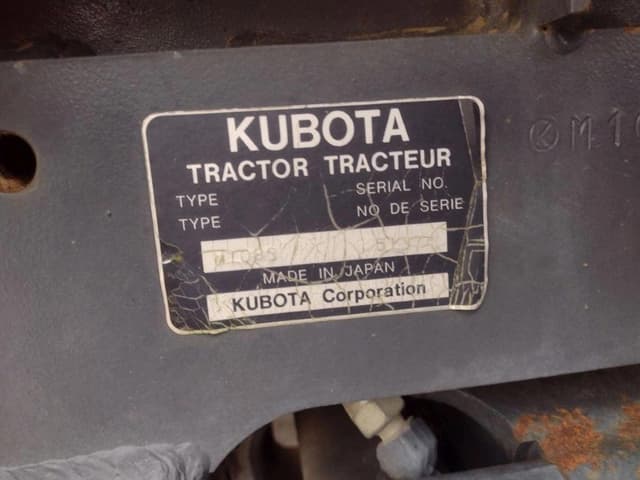 KUBOTA
TRACTOR TRACTEUR
TYPE SERIAL NO.
TYPE NO DE SERIE
MADE IN JAPAN
KUBOTA Corporation